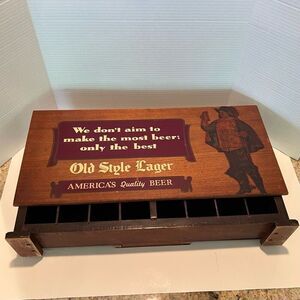 We don't aim to
make the most beer;
only the best
Old Style Lager
AMERICA'S Quality BEER